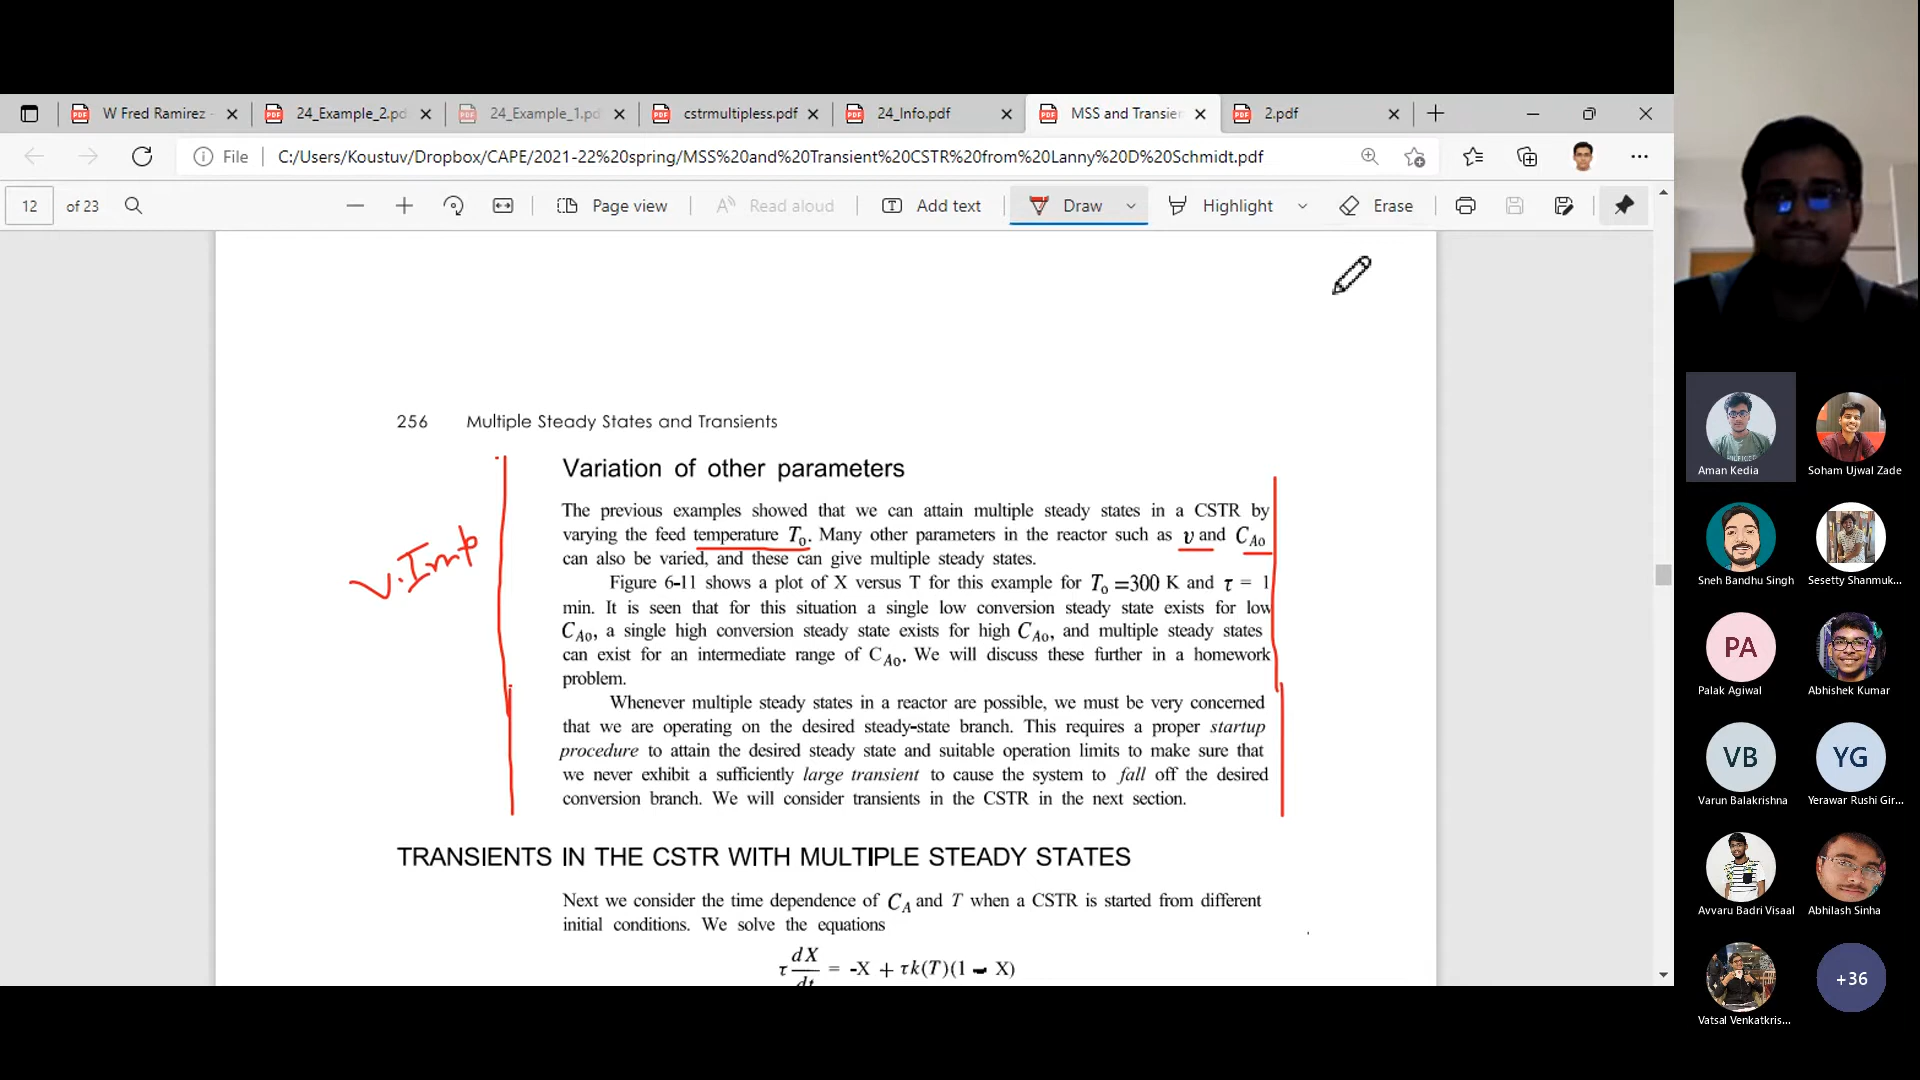 W Fred Ramirez -
24_Example_2.pd
24_Example_1.pd
cstrmultipless.pdf
24_Info.pdf
MSS and Transien
2.pdf
File
C:/Users/Koustuv/Dropbox/CAPE/2021-22%20spring/MSS%20and%20Transient%20CSTR%20from%20Lanny%20D%20Schmidt.pdf
12 of 23
Page view
Read aloud
Add text
Draw
Highlight
Erase
256 Multiple Steady States and Transients
Variation of other parameters
The previous examples showed that we can attain multiple steady states in a CSTR by
varying the feed temperature T₀. Many other parameters in the reactor such as υ and C_Ao
can also be varied, and these can give multiple steady states.
V.Imp
Figure 6-11 shows a plot of X versus T for this example for T₀ =300 K and τ = 1
min. It is seen that for this situation a single low conversion steady state exists for low
C_Ao, a single high conversion steady state exists for high C_Ao, and multiple steady states
can exist for an intermediate range of C_Ao. We will discuss these further in a homework
problem.
Whenever multiple steady states in a reactor are possible, we must be very concerned
that we are operating on the desired steady-state branch. This requires a proper startup
procedure to attain the desired steady state and suitable operation limits to make sure that
we never exhibit a sufficiently large transient to cause the system to fall off the desired
conversion branch. We will consider transients in the CSTR in the next section.
TRANSIENTS IN THE CSTR WITH MULTIPLE STEADY STATES
Next we consider the time dependence of C_A and T when a CSTR is started from different
initial conditions. We solve the equations
τ dX/dt = -X + τk(T)(1 - X)
Aman Kedia
Soham Ujwal Zade
Sneh Bandhu Singh
Sesetty Shanmuk...
PA
Palak Agiwal
Abhishek Kumar
VB
Varun Balakrishna
YG
Yerawar Rushi Gir...
Avvaru Badri Visaal
Abhilash Sinha
Vatsal Venkatkris...
+36